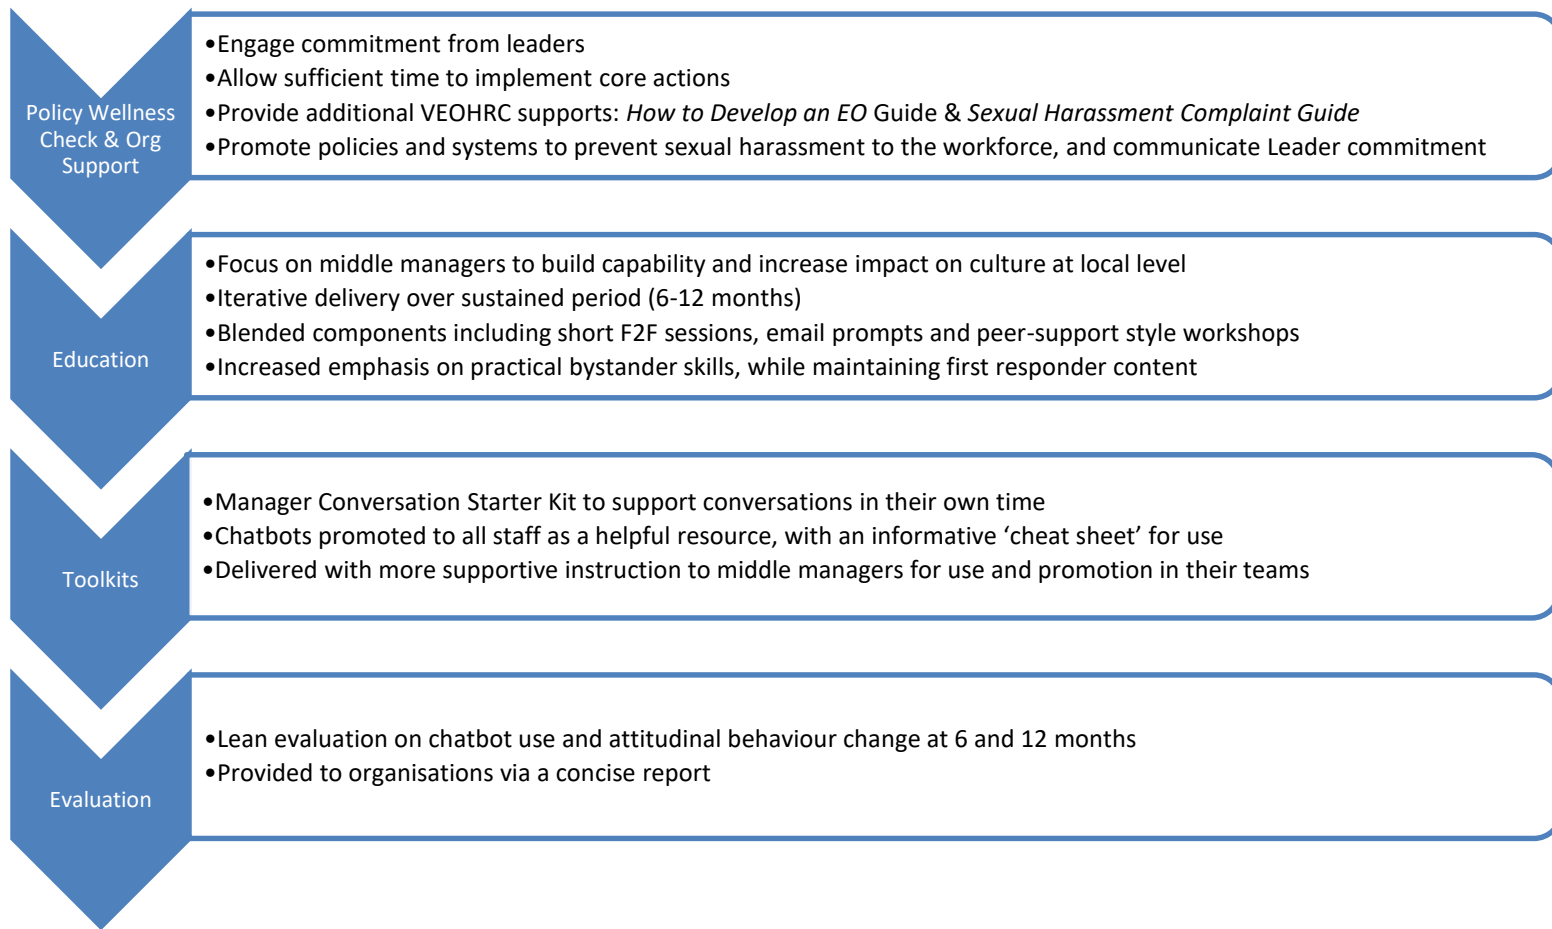 Policy Wellness
Check & Org
Support
•Engage commitment from leaders
•Allow sufficient time to implement core actions
•Provide additional VEOHRC supports: How to Develop an EO Guide & Sexual Harassment Complaint Guide
•Promote policies and systems to prevent sexual harassment to the workforce, and communicate Leader commitment
Education
•Focus on middle managers to build capability and increase impact on culture at local level
•Iterative delivery over sustained period (6-12 months)
•Blended components including short F2F sessions, email prompts and peer-support style workshops
•Increased emphasis on practical bystander skills, while maintaining first responder content
Toolkits
•Manager Conversation Starter Kit to support conversations in their own time
•Chatbots promoted to all staff as a helpful resource, with an informative ‘cheat sheet’ for use
•Delivered with more supportive instruction to middle managers for use and promotion in their teams
Evaluation
•Lean evaluation on chatbot use and attitudinal behaviour change at 6 and 12 months
•Provided to organisations via a concise report